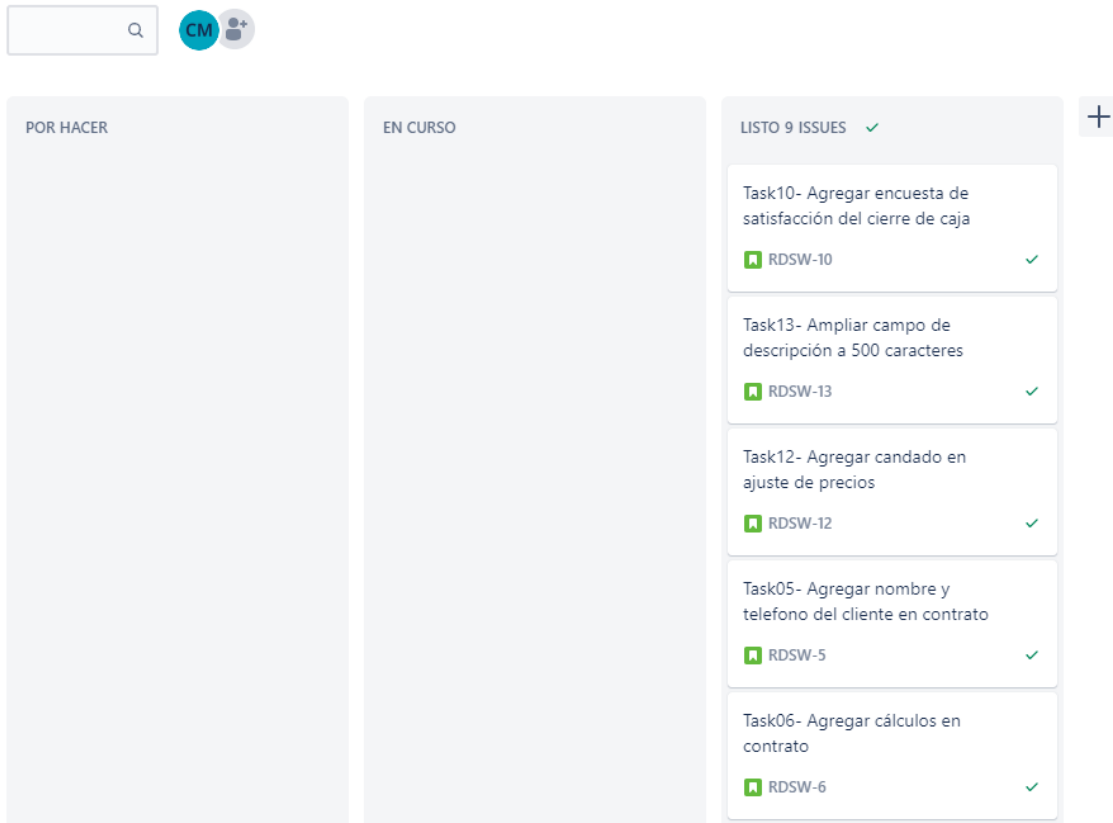 CM
POR HACER
EN CURSO
LISTO 9 ISSUES
Task10- Agregar encuesta de
satisfacción del cierre de caja
RDSW-10
Task13- Ampliar campo de
descripción a 500 caracteres
RDSW-13
Task12- Agregar candado en
ajuste de precios
RDSW-12
Task05- Agregar nombre y
telefono del cliente en contrato
RDSW-5
Task06- Agregar cálculos en
contrato
RDSW-6